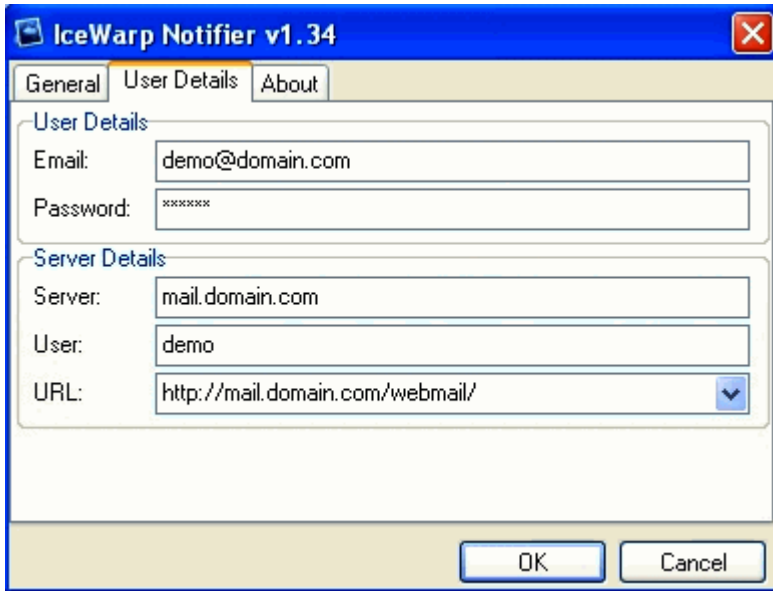 IceWarp Notifier v1.34
General User Details About
User Details
Email: demo@domain.com
Password: ******
Server Details
Server: mail.domain.com
User: demo
URL: http://mail.domain.com/webmail/
OK Cancel